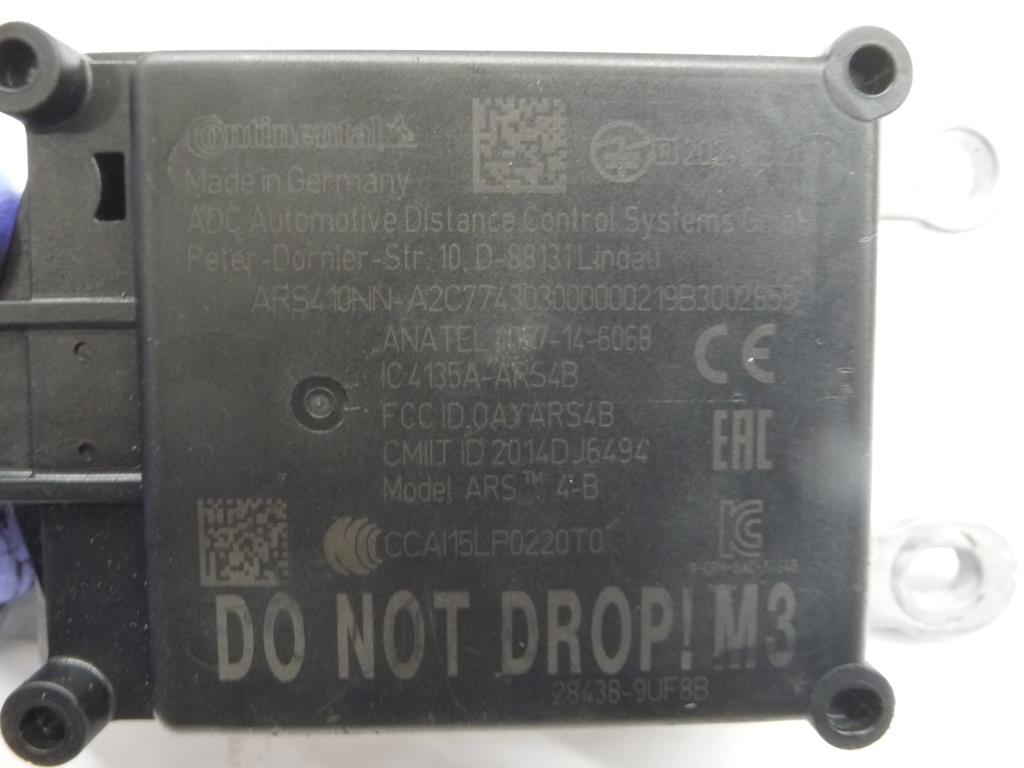 Continental
Made in Germany
ADC Automotive Distance Control Systems
Peter-Dornier-Str. 10, D-88131 Lindau
ARS410NN-A2C77430300000219B3002855
ANATEL
IC 4135A-ARS4B
FCC ID OAYARS4B
CMIIT ID 2014DJ6494
Model ARS™ 4-B
CE
EAC
CCAI15LP0220T0
DO NOT DROP! M3
28438-9UF8B